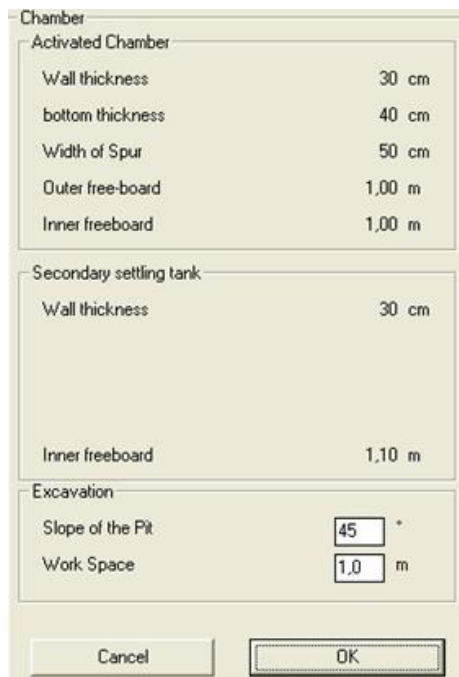 Chamber
Activated Chamber
Wall thickness 30 cm
bottom thickness 40 cm
Width of Spur 50 cm
Outer free-board 1,00 m
Inner freeboard 1,00 m
Secondary settling tank
Wall thickness 30 cm
Inner freeboard 1,10 m
Excavation
Slope of the Pit 45 °
Work Space 1,0 m
Cancel OK